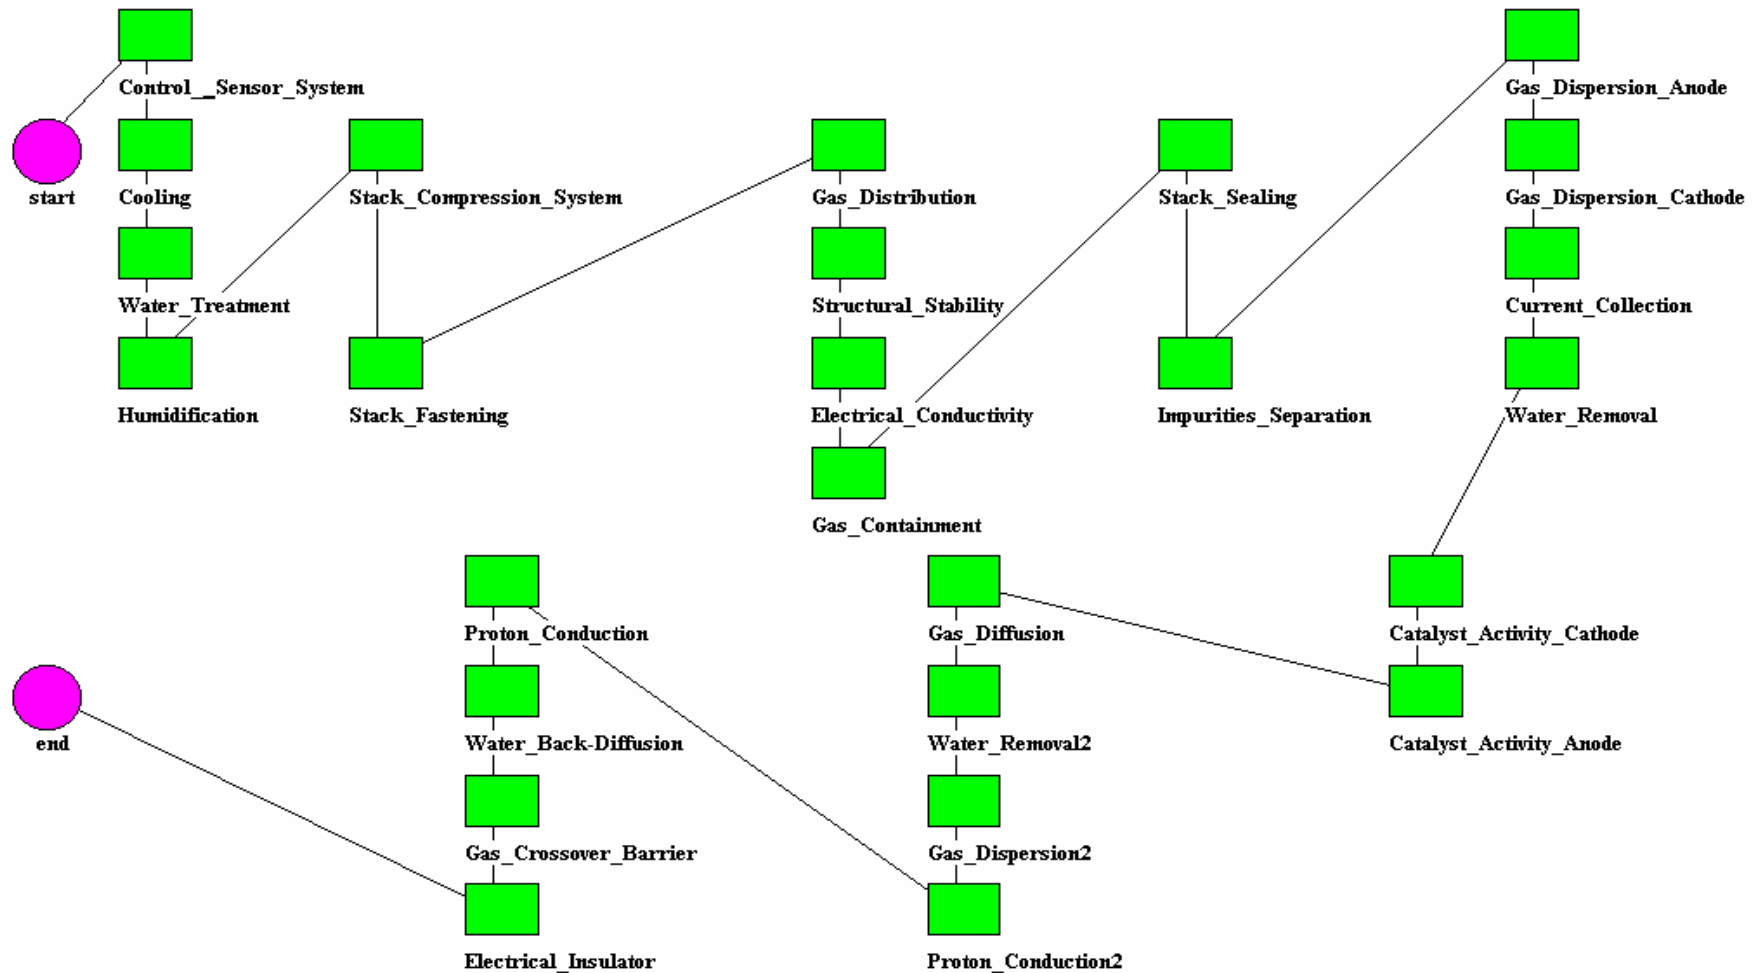 Control__Sensor_System
Gas_Dispersion_Anode
start
Cooling
Stack_Compression_System
Gas_Distribution
Stack_Sealing
Gas_Dispersion_Cathode
Water_Treatment
Structural_Stability
Current_Collection
Humidification
Stack_Fastening
Electrical_Conductivity
Impurities_Separation
Water_Removal
Gas_Containment
Proton_Conduction
Gas_Diffusion
Catalyst_Activity_Cathode
end
Water_Back-Diffusion
Water_Removal2
Catalyst_Activity_Anode
Gas_Crossover_Barrier
Gas_Dispersion2
Electrical_Insulator
Proton_Conduction2